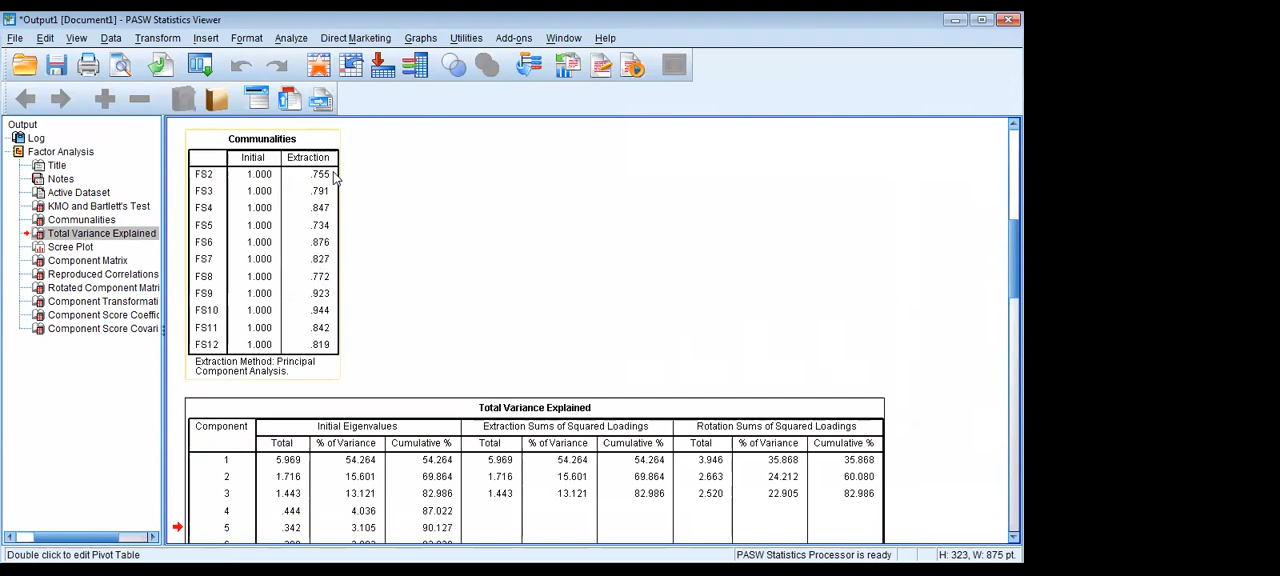 *Output1 [Document1] - PASW Statistics Viewer
File Edit View Data Transform Insert Format Analyze Direct Marketing Graphs Utilities Add-ons Window Help
Output
Log
Factor Analysis
Title
Notes
Active Dataset
KMO and Bartlett's Test
Communalities
Total Variance Explained
Scree Plot
Component Matrix
Reproduced Correlations
Rotated Component Matri
Component Transformati
Component Score Coeffic
Component Score Covari
Communalities
Initial Extraction
FS2 1.000 .755
FS3 1.000 .791
FS4 1.000 .847
FS5 1.000 .734
FS6 1.000 .876
FS7 1.000 .827
FS8 1.000 .772
FS9 1.000 .923
FS10 1.000 .944
FS11 1.000 .842
FS12 1.000 .819
Extraction Method: Principal
Component Analysis.
Total Variance Explained
Component Initial Eigenvalues Extraction Sums of Squared Loadings Rotation Sums of Squared Loadings
Total % of Variance Cumulative % Total % of Variance Cumulative % Total % of Variance Cumulative %
1 5.969 54.264 54.264 5.969 54.264 54.264 3.946 35.868 35.868
2 1.716 15.601 69.864 1.716 15.601 69.864 2.663 24.212 60.080
3 1.443 13.121 82.986 1.443 13.121 82.986 2.520 22.905 82.986
4 .444 4.036 87.022
5 .342 3.105 90.127
Double click to edit Pivot Table
PASW Statistics Processor is ready
H: 323, W: 875 pt.